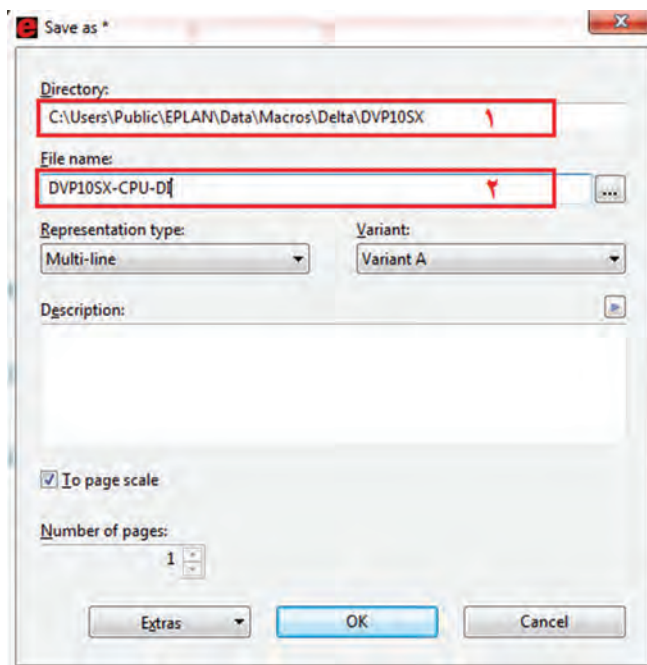 Save as *
Directory:
C:\Users\Public\EPLAN\Data\Macros\Delta\DVP10SX ۱
File name:
DVP10SX-CPU-DI ۲ ...
Representation type: Variant:
Multi-line Variant A
Description:
To page scale
Number of pages:
1
Extras OK Cancel